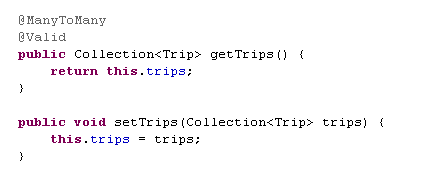 @ManyToMany
@Valid
public Collection<Trip> getTrips() {
    return this.trips;
}

public void setTrips(Collection<Trip> trips) {
    this.trips = trips;
}